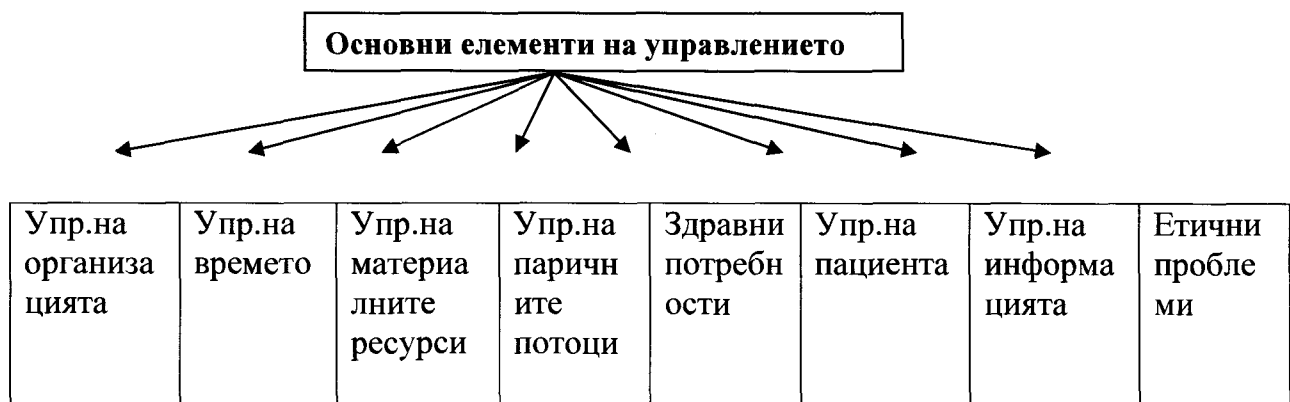 Основни елементи на управлението
Упр.на
организа
цията
Упр.на
времето
Упр.на
материа
лните
ресурси
Упр.на
паричн
ите
потоци
Здравни
потребн
ости
Упр.на
пациента
Упр.на
информа
цията
Етични
пробле
ми